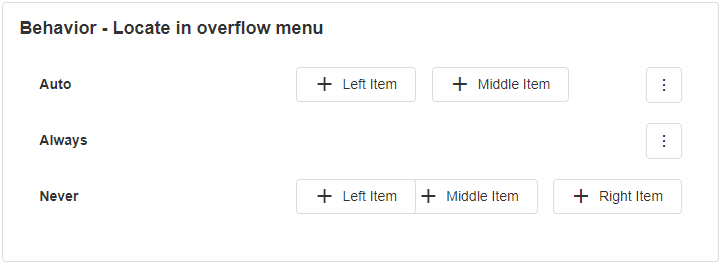 Behavior - Locate in overflow menu
Auto Left Item Middle Item
Always
Never Left Item Middle Item Right Item